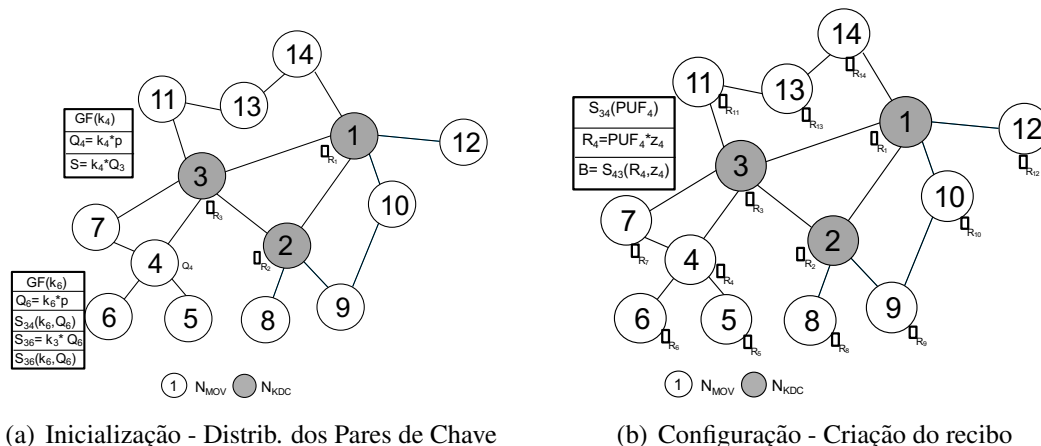 14
11
13
1
12
3
10
7
2
4
6
5
8
9
GF(k4)
Q4= k4*p
S= k4*Q3
R1
R3
R2
Q4
GF(k6)
Q6= k6*p
S34(k6,Q6)
S36= k3* Q6
S36(k6,Q6)
1 NMOV NKDC
(a) Inicialização - Distrib. dos Pares de Chave
14
R14
11
R11
13
R13
1
R1
12
R12
3
R3
10
R10
7
R7
2
R2
4
R4
6
R6
5
R5
8
R8
9
R9
S34(PUF4)
R4=PUF4*z4
B= S43(R4,z4)
1 NMOV NKDC
(b) Configuração - Criação do recibo